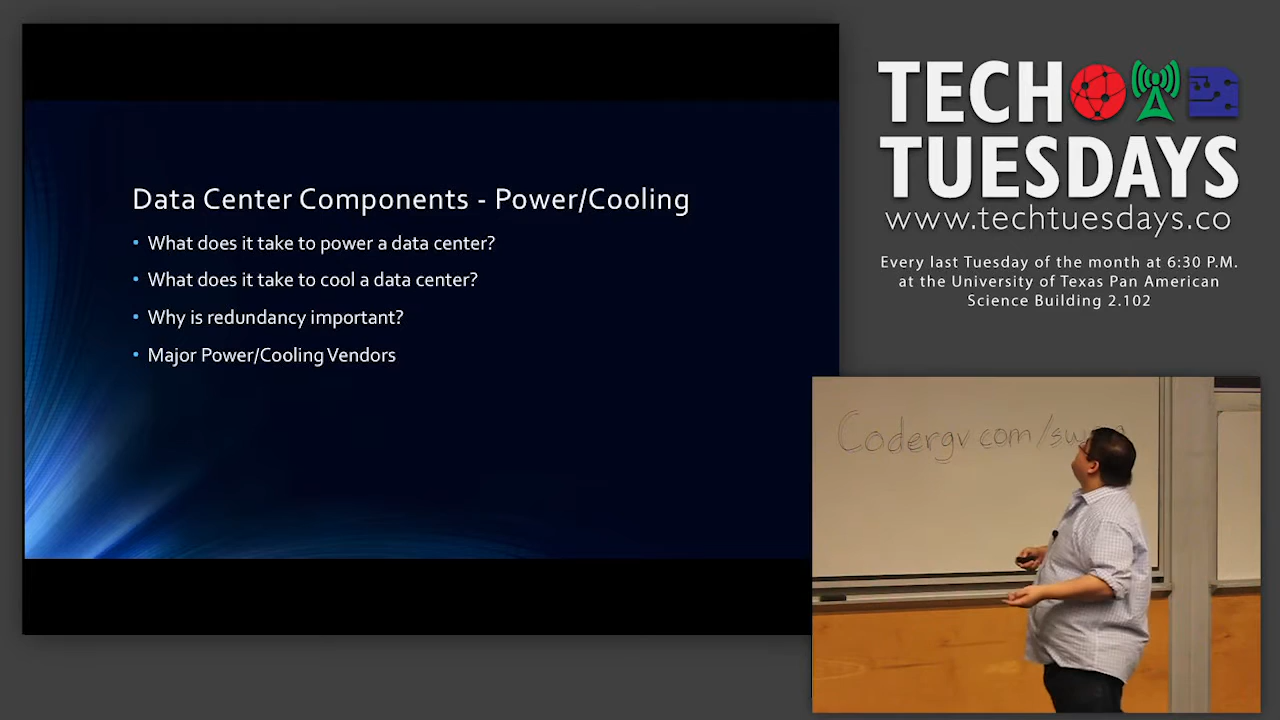 Data Center Components - Power/Cooling
• What does it take to power a data center?
• What does it take to cool a data center?
• Why is redundancy important?
• Major Power/Cooling Vendors
TECH
TUESDAYS
www.techtuesdays.co
Every last Tuesday of the month at 6:30 P.M.
at the University of Texas Pan American
Science Building 2.102
Codergv.com/